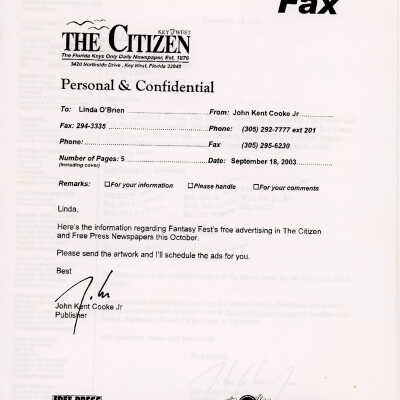 Fax
KEY WEST
THE CITIZEN
The Florida Keys Only Daily Newspaper, Est. 1876
3420 Northside Drive, Key West, Florida 33040
Personal & Confidential
To: Linda O'Brien From: John Kent Cooke Jr
Fax: 294-3335 Phone: (305) 292-7777 ext 201
Phone: Fax (305) 295-6230
Number of Pages: 5 Date: September 18, 2003
(including cover)
Remarks: ☐For your information ☐Please handle ☐For your comments
Linda,
Here's the information regarding Fantasy Fest's free advertising in The Citizen
and Free Press Newspapers this October.
Please send the artwork and I'll schedule the ads for you.
Best
John Kent Cooke Jr
Publisher
FREE PRESS